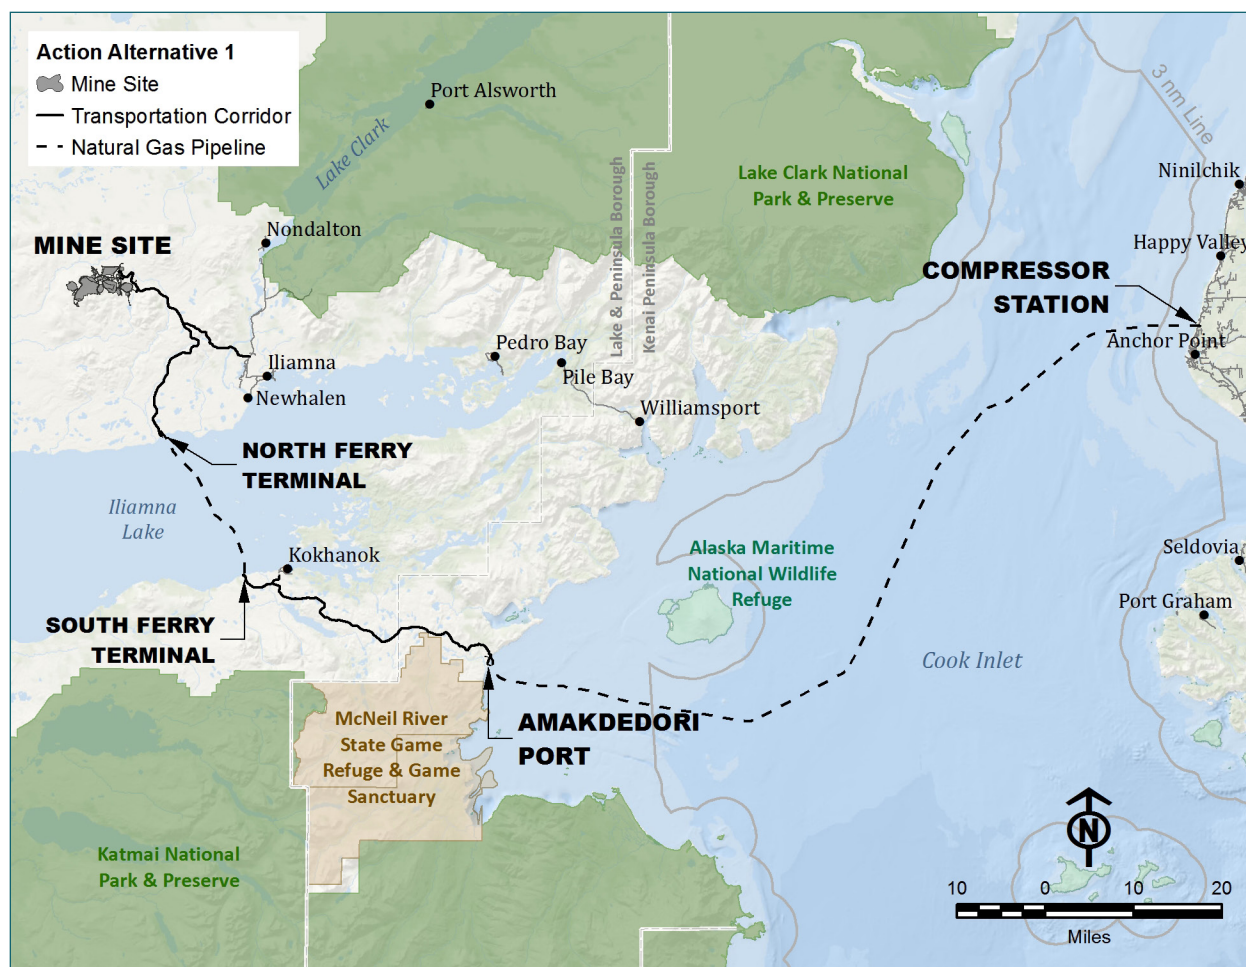 Action Alternative 1
Mine Site
Transportation Corridor
Natural Gas Pipeline
Port Alsworth
Lake Clark
3 nm Line
Lake Clark National
Park & Preserve
Ninilchik
Nondalton
MINE SITE
Happy Valley
Lake & Peninsula Borough
Kenai Peninsula Borough
COMPRESSOR
STATION
Pedro Bay
Anchor Point
Iliamna
Pile Bay
Newhalen
Williamsport
NORTH FERRY
TERMINAL
Iliamna
Lake
Kokhanok
Alaska Maritime
National Wildlife
Refuge
Seldovia
Port Graham
SOUTH FERRY
TERMINAL
Cook Inlet
McNeil River
State Game
Refuge & Game
Sanctuary
AMAKDEDORI
PORT
Katmai National
Park & Preserve
N
10 0 10 20
Miles